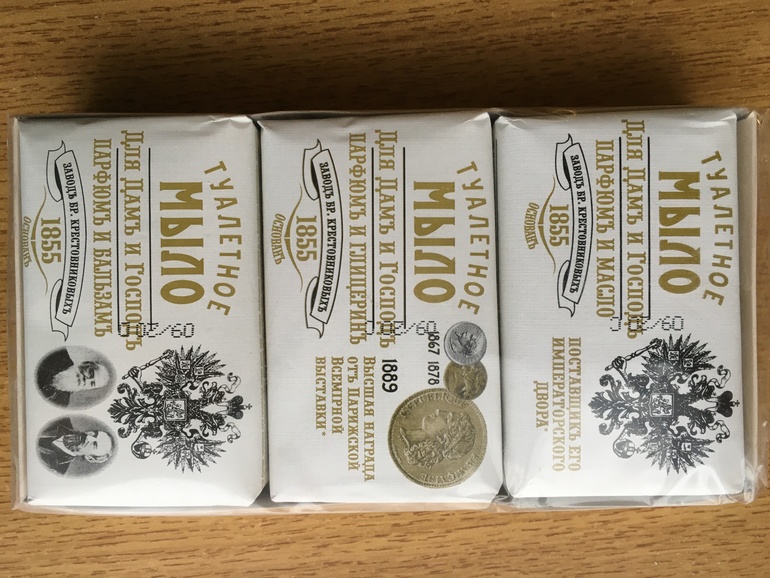 ТУАЛЕТНОЕ
МЫЛО
ДЛЯ ДАМЪ И ГОСПОДЪ
ПАРФЮМЪ И МАСЛО
ЗАВОДЪ БР. КРЕСТОВНИКОВЫХЪ
1855
ОСНОВАНЪ
ПОСТАВЩИКЪ ЕГО
ИМПЕРАТОРСКОГО
ДВОРА
ТУАЛЕТНОЕ
МЫЛО
ДЛЯ ДАМЪ И ГОСПОДЪ
ПАРФЮМЪ И ГЛИЦЕРИНЪ
ЗАВОДЪ БР. КРЕСТОВНИКОВЫХЪ
1855
ОСНОВАНЪ
1867 1878
1889
ВЫСШАЯ НАГРАДА
ОТЪ ПАРИЖСКОЙ
ВСЕМИРНОЙ
ВЫСТАВКИ*
ТУАЛЕТНОЕ
МЫЛО
ДЛЯ ДАМЪ И ГОСПОДЪ
ПАРФЮМЪ И БАЛЬЗАМЪ
ЗАВОДЪ БР. КРЕСТОВНИКОВЫХЪ
1855
ОСНОВАНЪ